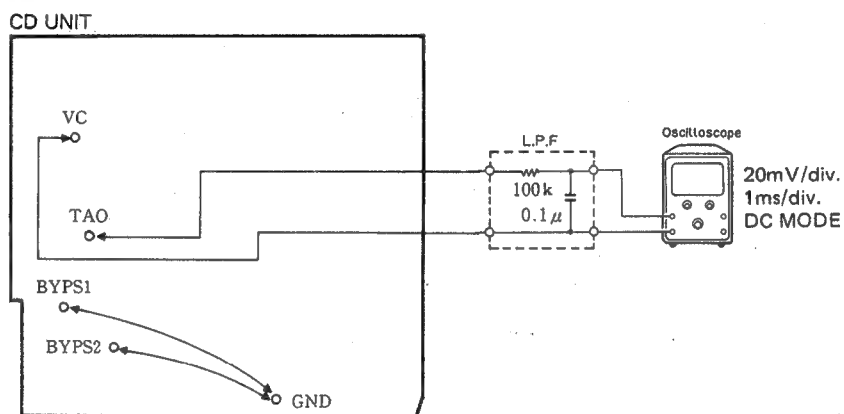 CD UNIT
VC
TAO
BYPS1
BYPS2
GND
L.P.F
100k
0.1μ
Oscilloscope
20mV/div.
1ms/div.
DC MODE